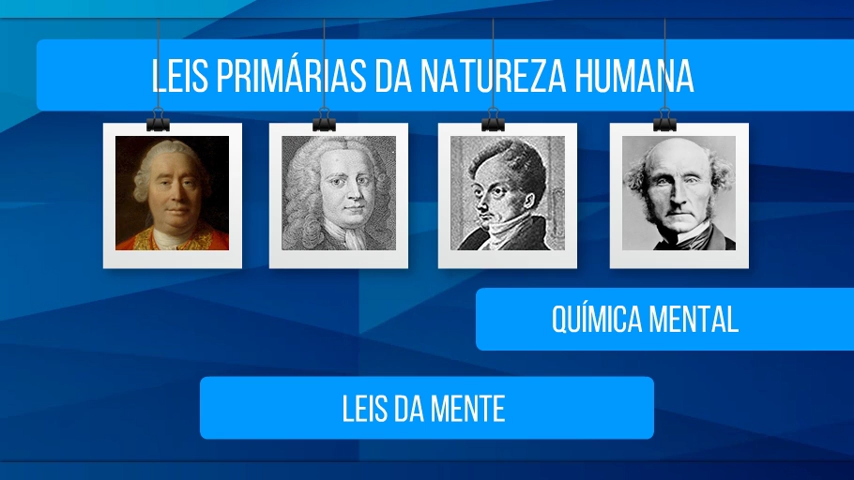 LEIS PRIMÁRIAS DA NATUREZA HUMANA
QUÍMICA MENTAL
LEIS DA MENTE